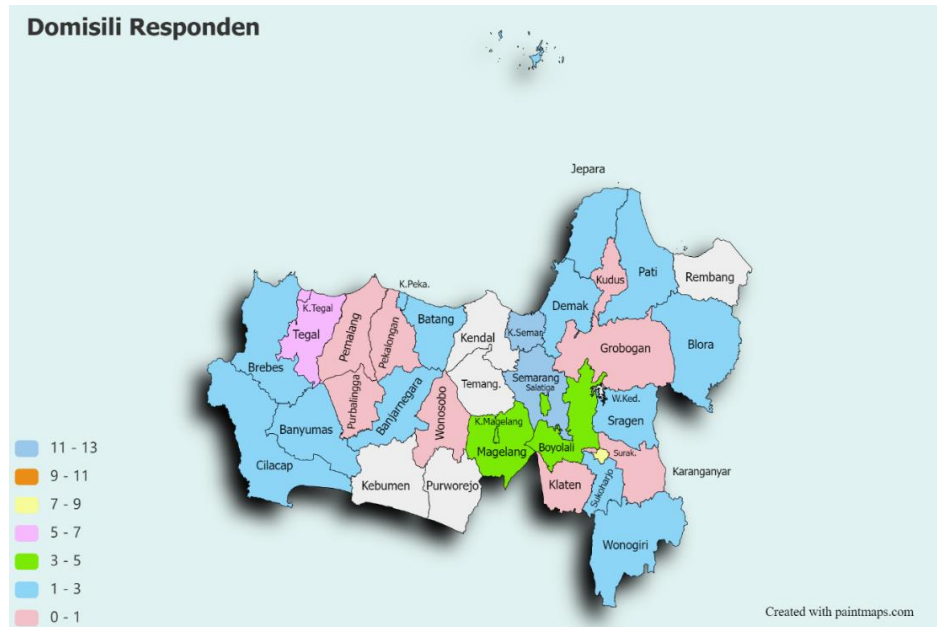 Domisili Responden
Jepara
Kudus
Pati
Rembang
K.Peka.
Demak
K.Tegal
Tegal
Pemalang
Pekalongan
Batang
Kendal
K.Semar.
Grobogan
Blora
Brebes
Purbalingga
Banjarnegara
Wonosobo
Temang.
Semarang
Salatiga
W.Ked.
Sragen
Banyumas
K.Magelang
Magelang
Boyolali
Surak.
Karanganyar
Cilacap
Kebumen
Purworejo
Klaten
Sukoharjo
Wonogiri
11 - 13
9 - 11
7 - 9
5 - 7
3 - 5
1 - 3
0 - 1
Created with paintmaps.com